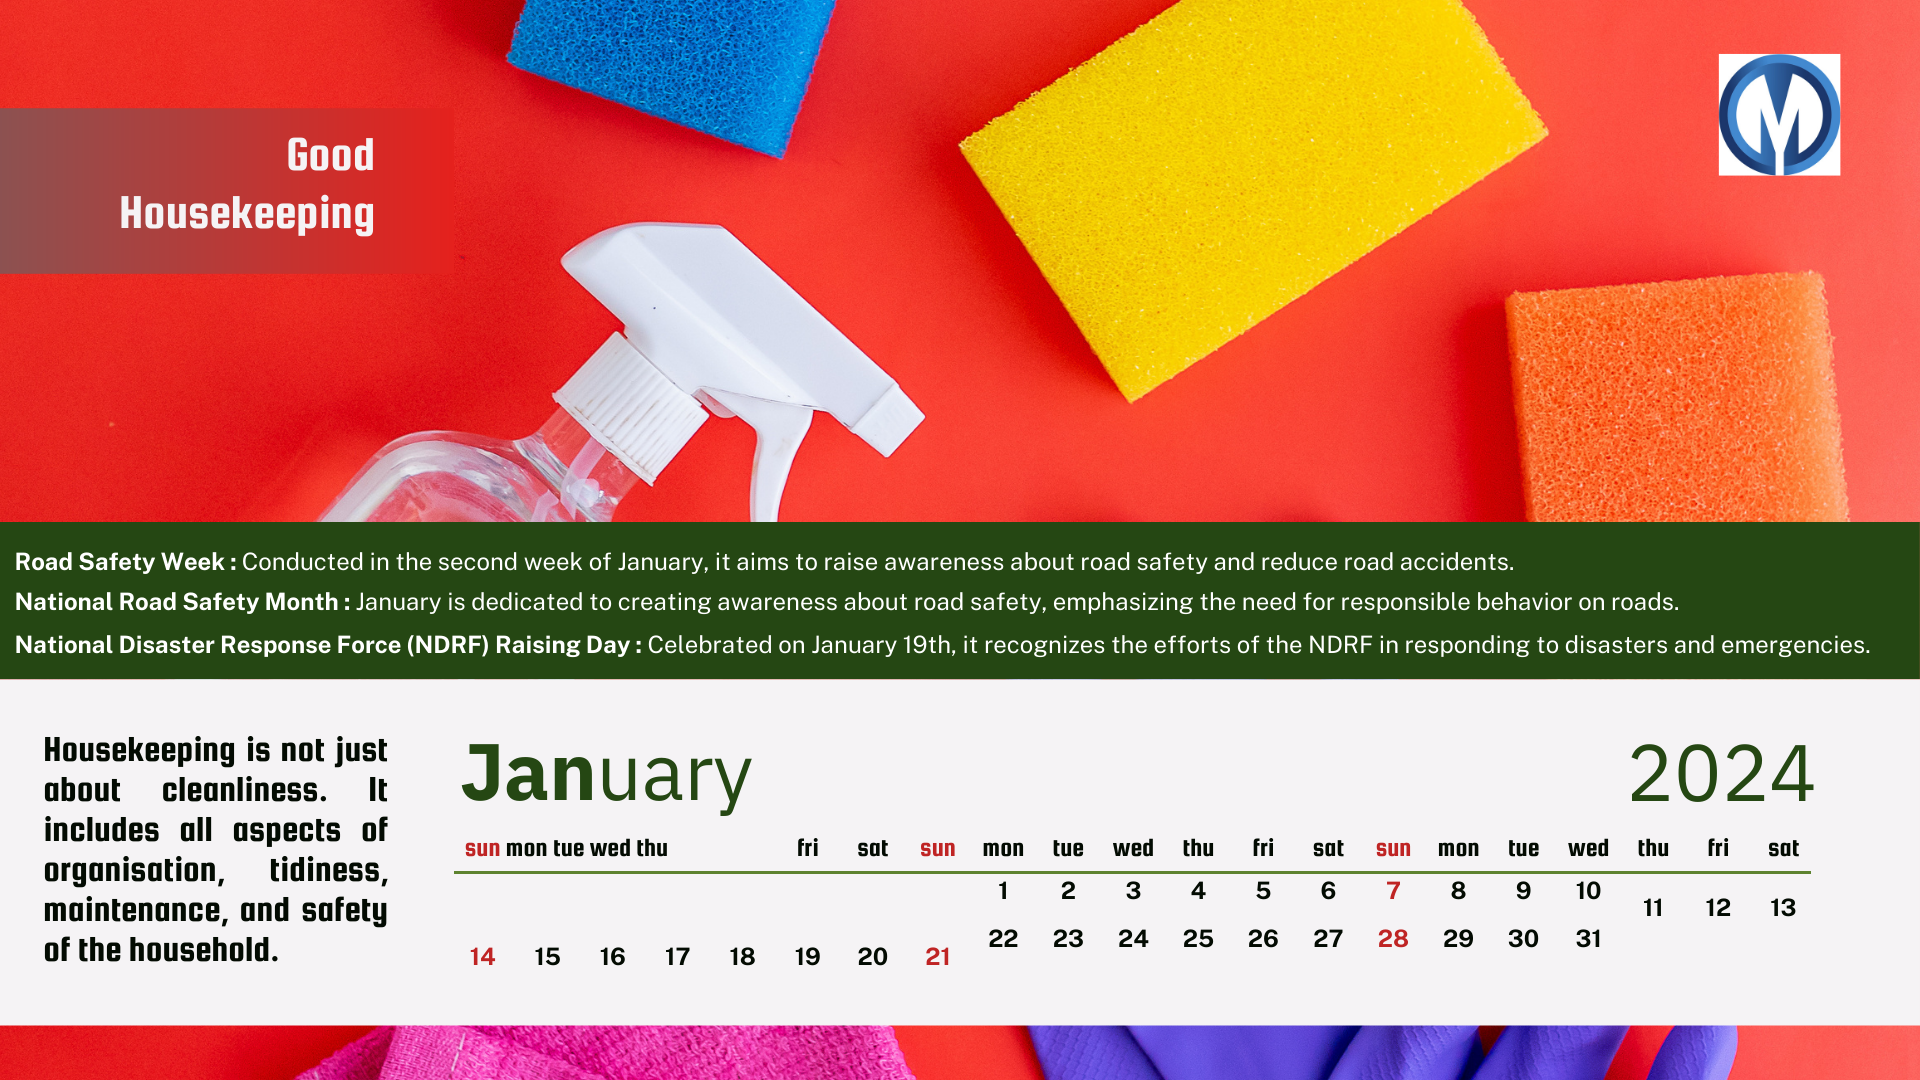 Good
Housekeeping
M
Road Safety Week : Conducted in the second week of January, it aims to raise awareness about road safety and reduce road accidents.
National Road Safety Month : January is dedicated to creating awareness about road safety, emphasizing the need for responsible behavior on roads.
National Disaster Response Force (NDRF) Raising Day : Celebrated on January 19th, it recognizes the efforts of the NDRF in responding to disasters and emergencies.
Housekeeping is not just
about cleanliness. It
includes all aspects of
organisation, tidiness,
maintenance, and safety
of the household.
January 2024
sun mon tue wed thu fri sat sun mon tue wed thu fri sat sun mon tue wed thu fri sat
1 2 3 4 5 6 7 8 9 10 11 12 13
14 15 16 17 18 19 20 21 22 23 24 25 26 27 28 29 30 31